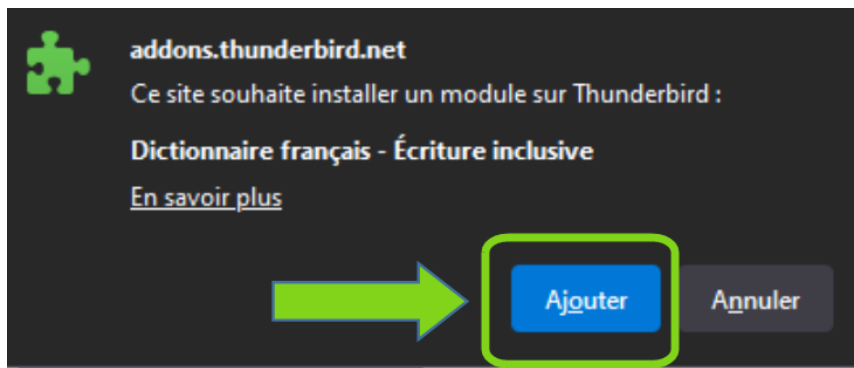 addons.thunderbird.net
Ce site souhaite installer un module sur Thunderbird :
Dictionnaire français - Écriture inclusive
En savoir plus
Ajouter
Annuler